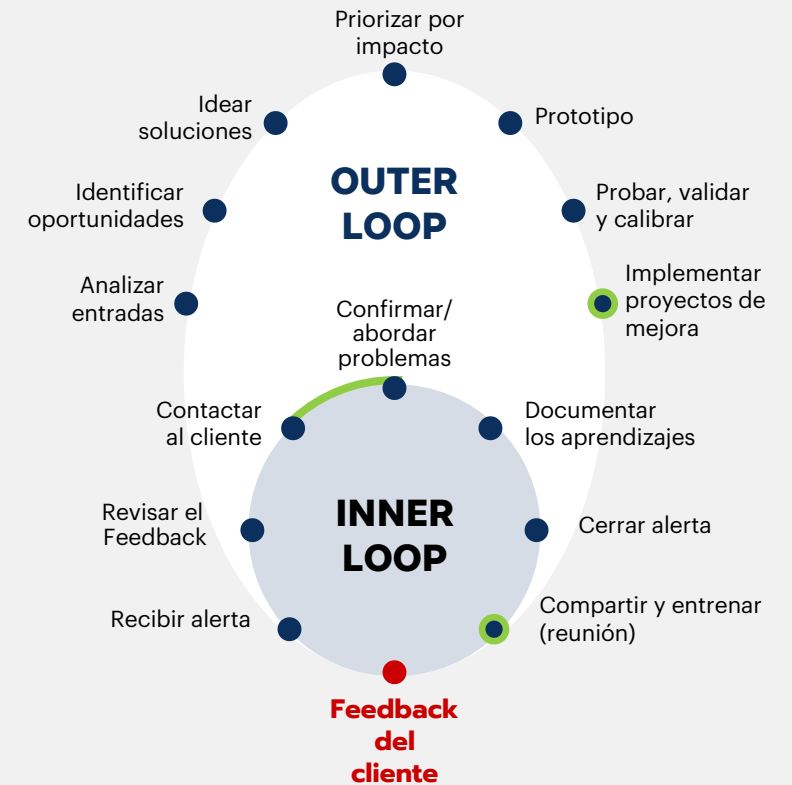 Priorizar por
impacto
Idear
soluciones
Prototipo
OUTER
LOOP
Identificar
oportunidades
Probar, validar
y calibrar
Analizar
entradas
Implementar
proyectos de
mejora
Confirmar/
abordar
problemas
Contactar
al cliente
Documentar
los aprendizajes
INNER
LOOP
Revisar el
Feedback
Cerrar alerta
Recibir alerta
Compartir y entrenar
(reunión)
Feedback
del
cliente